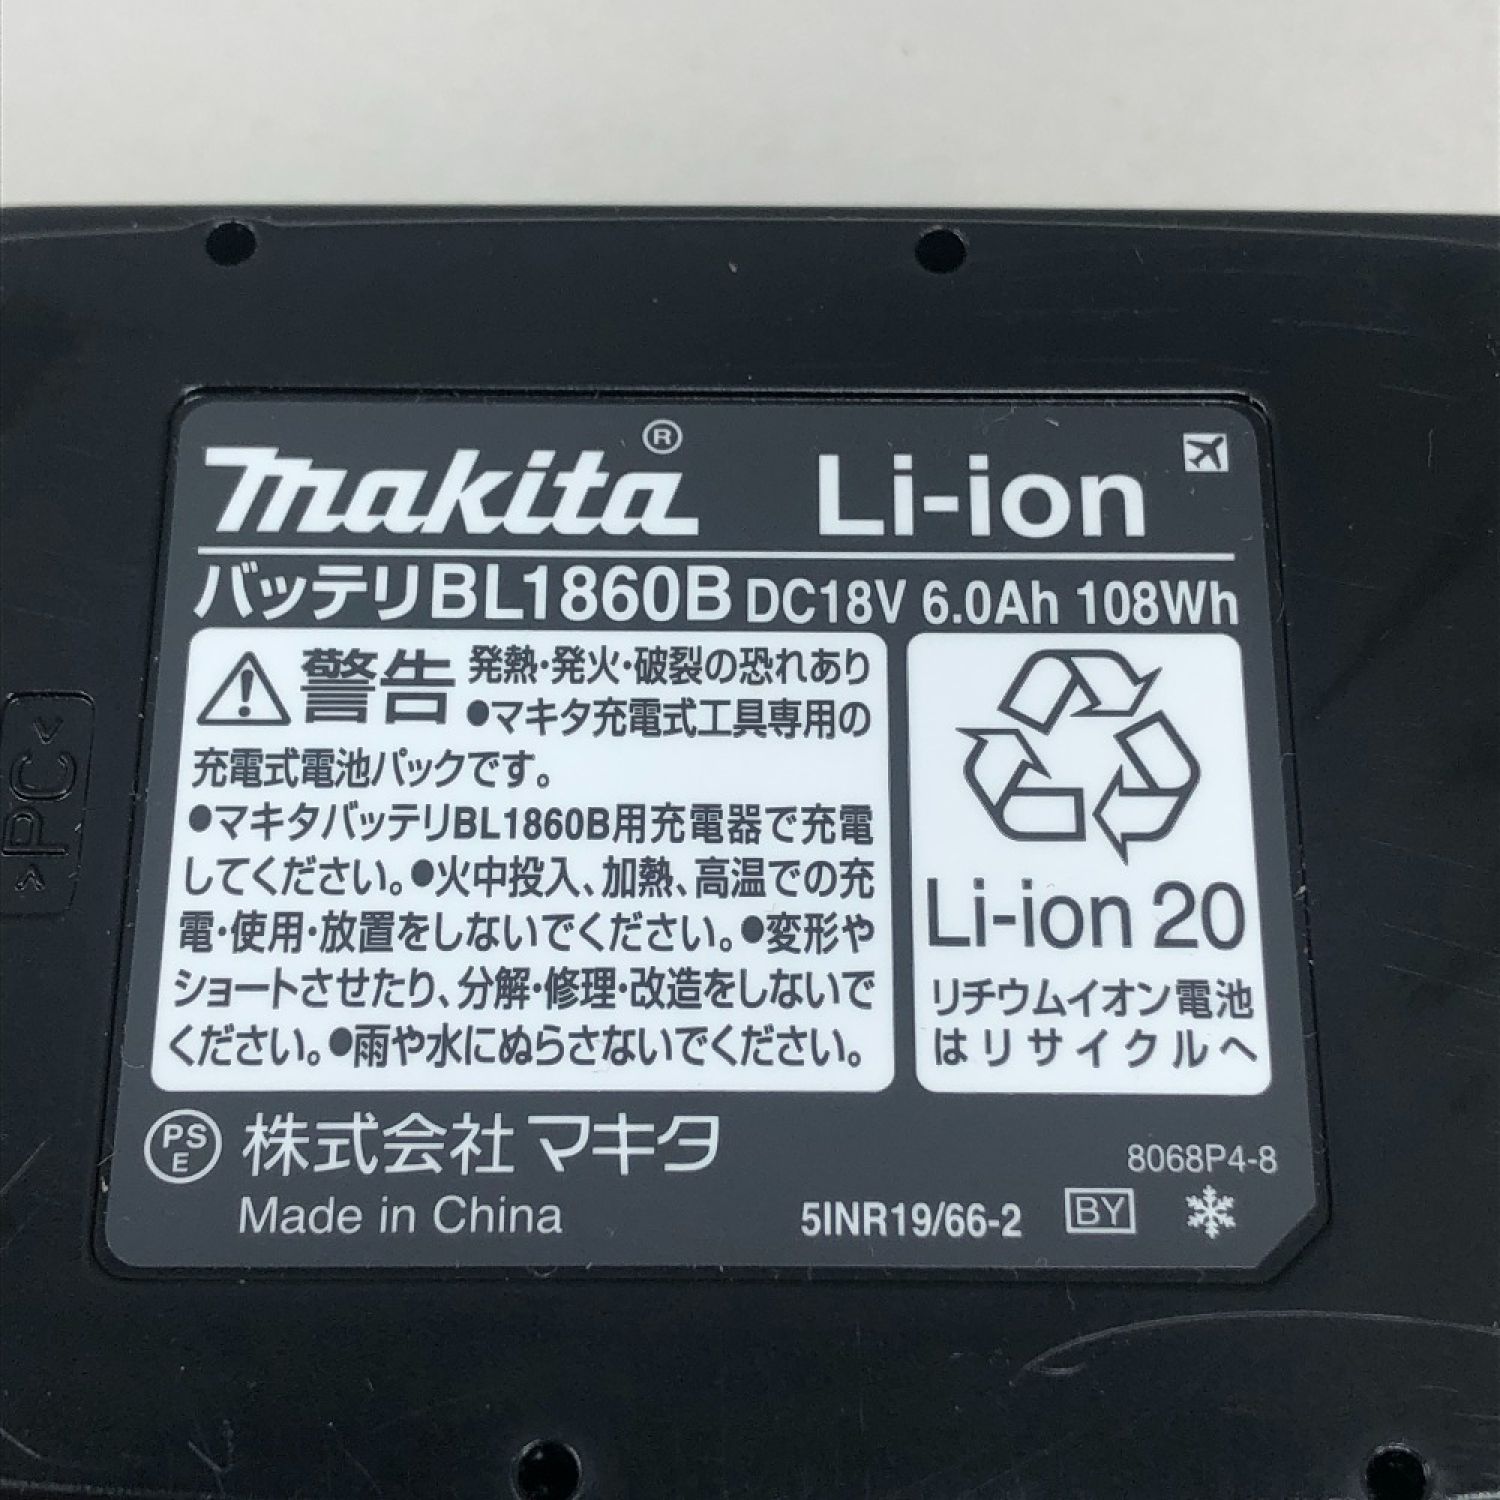 makita® Li-ion
バッテリBL1860B DC18V 6.0Ah 108Wh
警告 発熱・発火・破裂の恐れあり
●マキタ充電式工具専用の
充電式電池パックです。
●マキタバッテリBL1860B用充電器で充電
してください。●火中投入、加熱、高温での充
電・使用・放置をしないでください。●変形や
ショートさせたり、分解・修理・改造をしないで
ください。●雨や水にぬらさないでください。
Li-ion 20
リチウムイオン電池
はリサイクルへ
PS
E
株式会社マキタ
8068P4-8
Made in China
5INR19/66-2
BY
>PC<